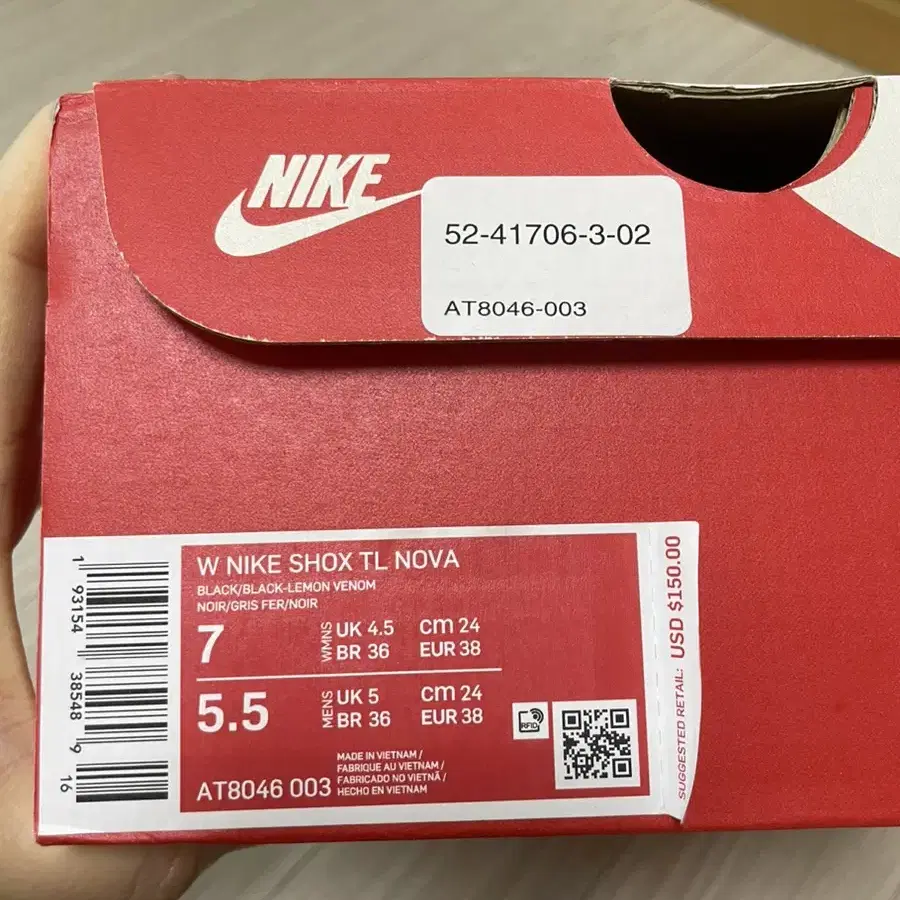 NIKE
52-41706-3-02
AT8046-003
W NIKE SHOX TL NOVA
BLACK/BLACK-LEMON VENOM
NOIR/GRIS FER/NOIR
7 WMNS UK 4.5 cm 24
BR 36 EUR 38
5.5 MENS UK 5 cm 24
BR 36 EUR 38
MADE IN VIETNAM /
FABRIQUE AU VIETNAM /
FABRICADO NO VIETNÃ /
HECHO EN VIETNAM
AT8046 003
RFID
1 93154 38548 9 16
SUGGESTED RETAIL: USD $150.00